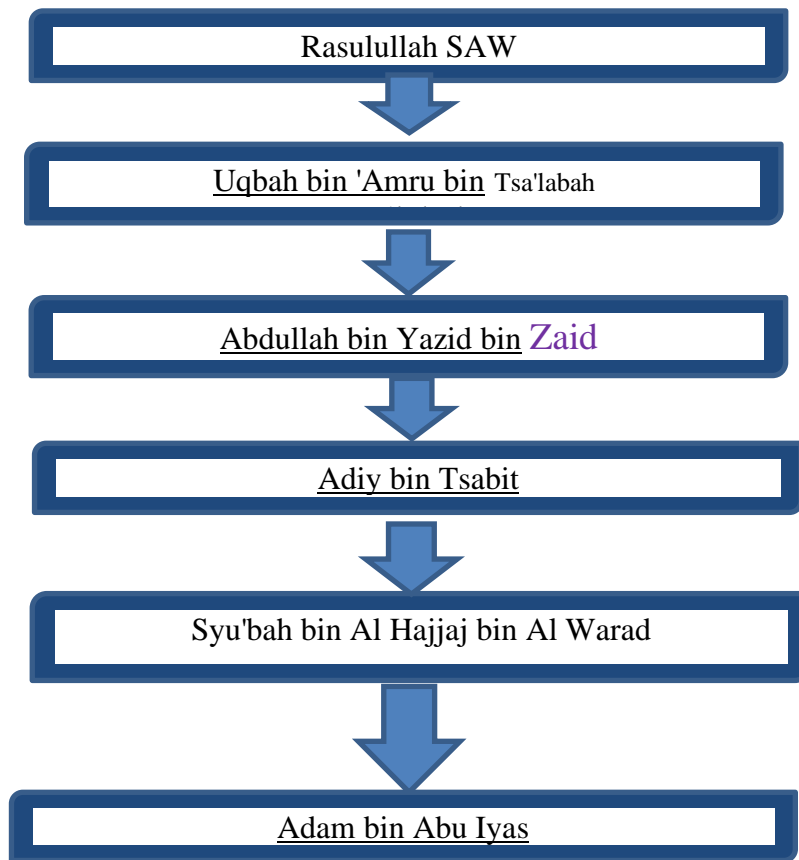 Rasulullah SAW
Uqbah bin 'Amru bin Tsa'labah
Abdullah bin Yazid bin Zaid
Adiy bin Tsabit
Syu'bah bin Al Hajjaj bin Al Warad
Adam bin Abu Iyas